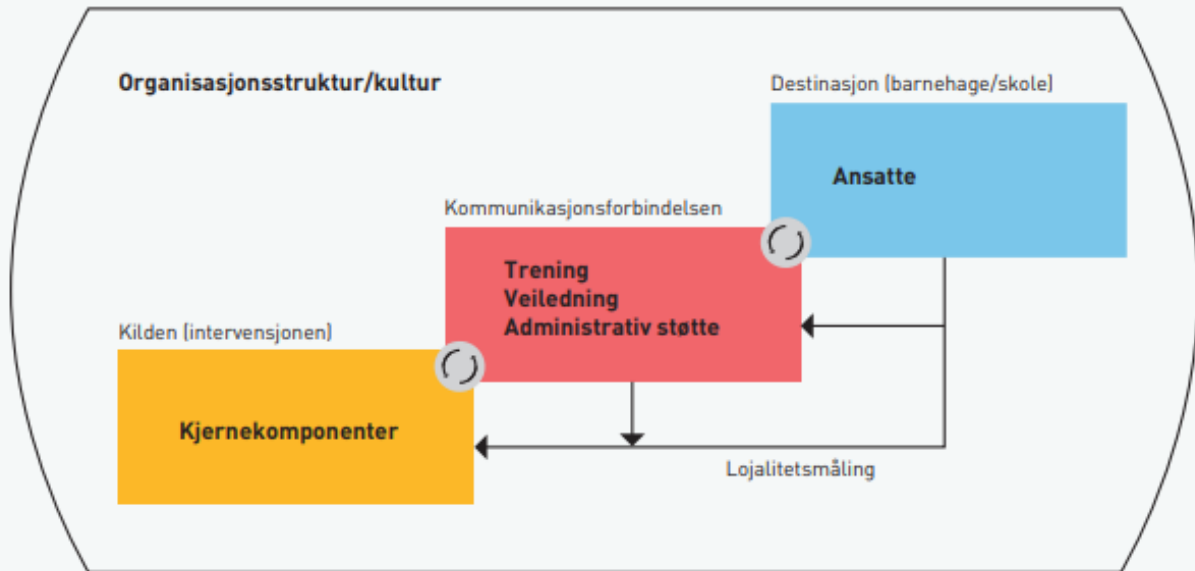 Organisasjonsstruktur/kultur
Destinasjon (barnehage/skole)
Ansatte
Kommunikasjonsforbindelsen
Trening
Veiledning
Administrativ støtte
Kilden (intervensjonen)
Kjernekomponenter
Lojalitetsmåling